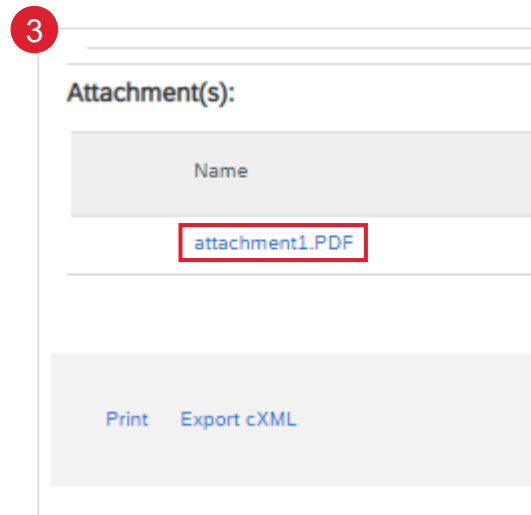 3
Attachment(s):
Name
attachment1.PDF
Print Export cXML